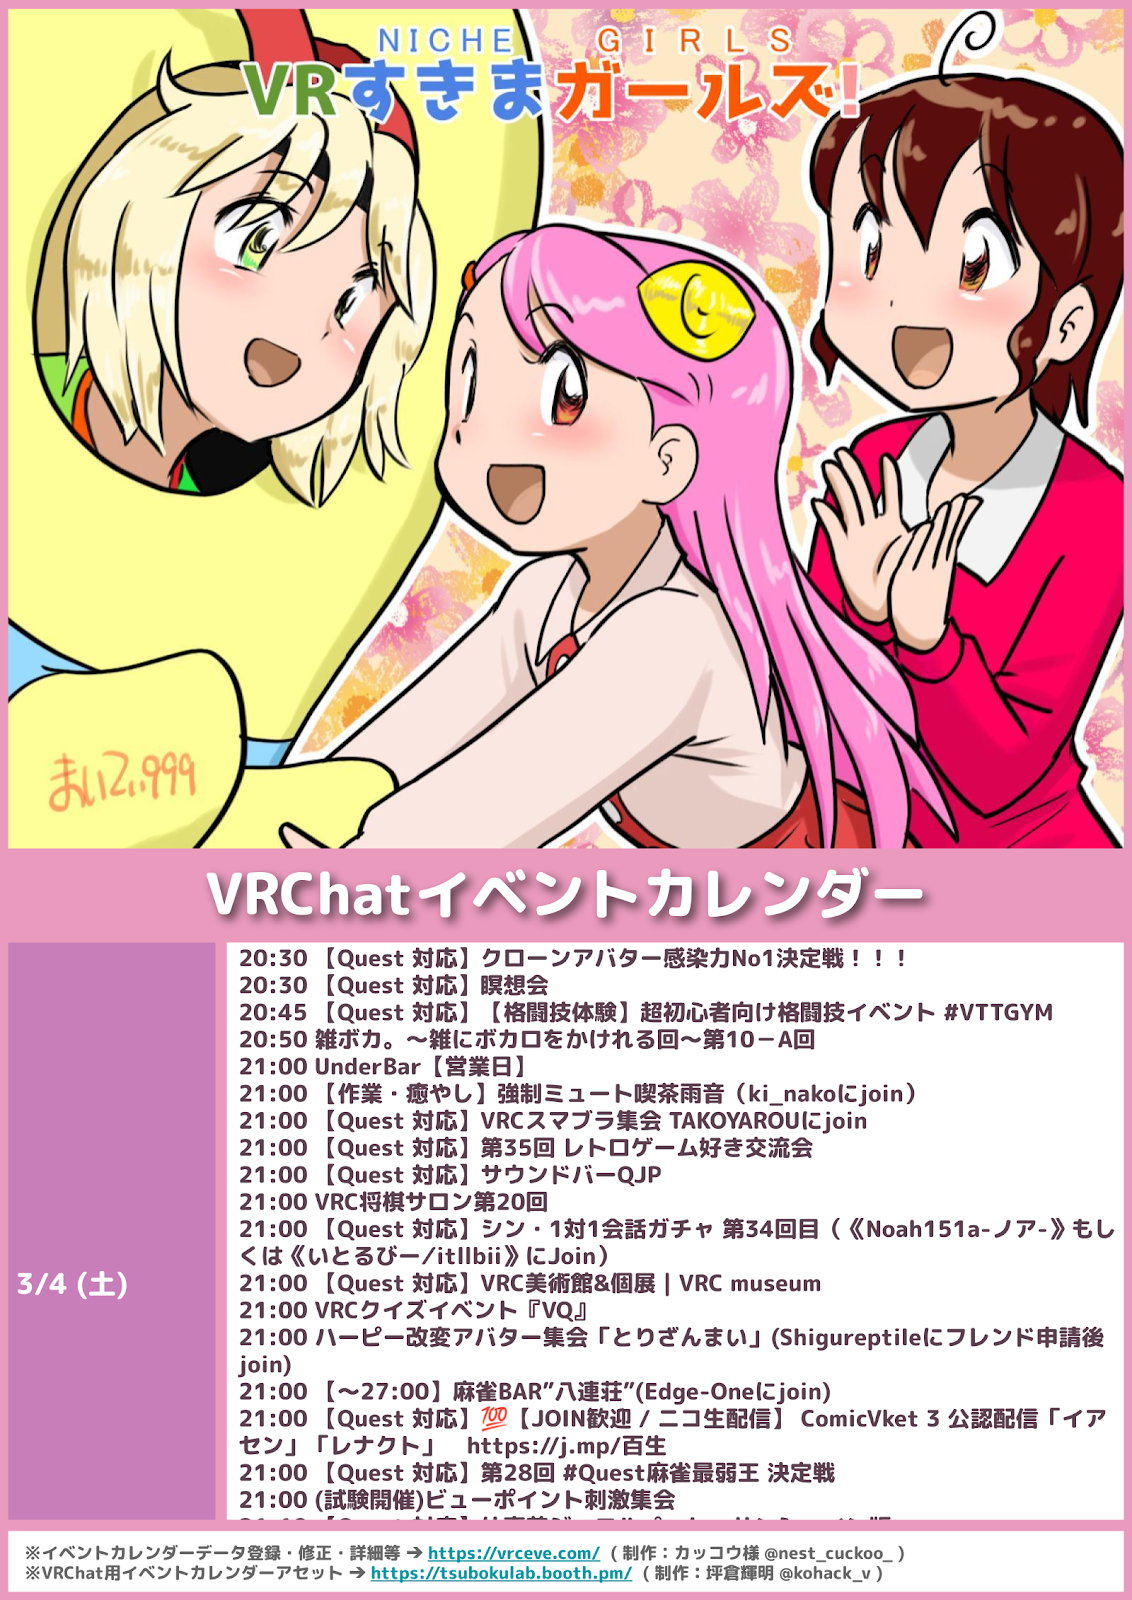 NICHE GIRLS
VRすきまガールズ!
まいてぃ999
VRChatイベントカレンダー
3/4 (土)
20:30 【Quest 対応】クローンアバター感染力No1決定戦！！！
20:30 【Quest 対応】瞑想会
20:45 【Quest 対応】【格闘技体験】超初心者向け格闘技イベント #VTTGYM
20:50 雑ボカ。～雑にボカロをかけれる回～第10－A回
21:00 UnderBar【営業日】
21:00 【作業・癒やし】強制ミュート喫茶雨音（ki_nakoにjoin）
21:00 【Quest 対応】VRCスマブラ集会 TAKOYAROUにjoin
21:00 【Quest 対応】第35回 レトロゲーム好き交流会
21:00 【Quest 対応】サウンドバーQJP
21:00 VRC将棋サロン第20回
21:00 【Quest 対応】シン・1対1会話ガチャ 第34回目（《Noah151a-ノア-》もし
くは《いとるびー/itllbii》にJoin）
21:00 【Quest 対応】VRC美術館&個展 | VRC museum
21:00 VRCクイズイベント『VQ』
21:00 ハーピー改変アバター集会「とりざんまい」(Shigureptileにフレンド申請後
join)
21:00 【～27:00】麻雀BAR”八連荘”(Edge-Oneにjoin)
21:00 【Quest 対応】💯【JOIN歓迎 / ニコ生配信】 ComicVket 3 公認配信「イア
セン」「レナクト」　https://j.mp/百生
21:00 【Quest 対応】第28回 #Quest麻雀最弱王 決定戦
21:00 (試験開催)ビューポイント刺激集会
※イベントカレンダーデータ登録・修正・詳細等 ➔ https://vrceve.com/ ( 制作：カッコウ様 @nest_cuckoo_ )
※VRChat用イベントカレンダーアセット ➔ https://tsubokulab.booth.pm/ ( 制作：坪倉輝明 @kohack_v )